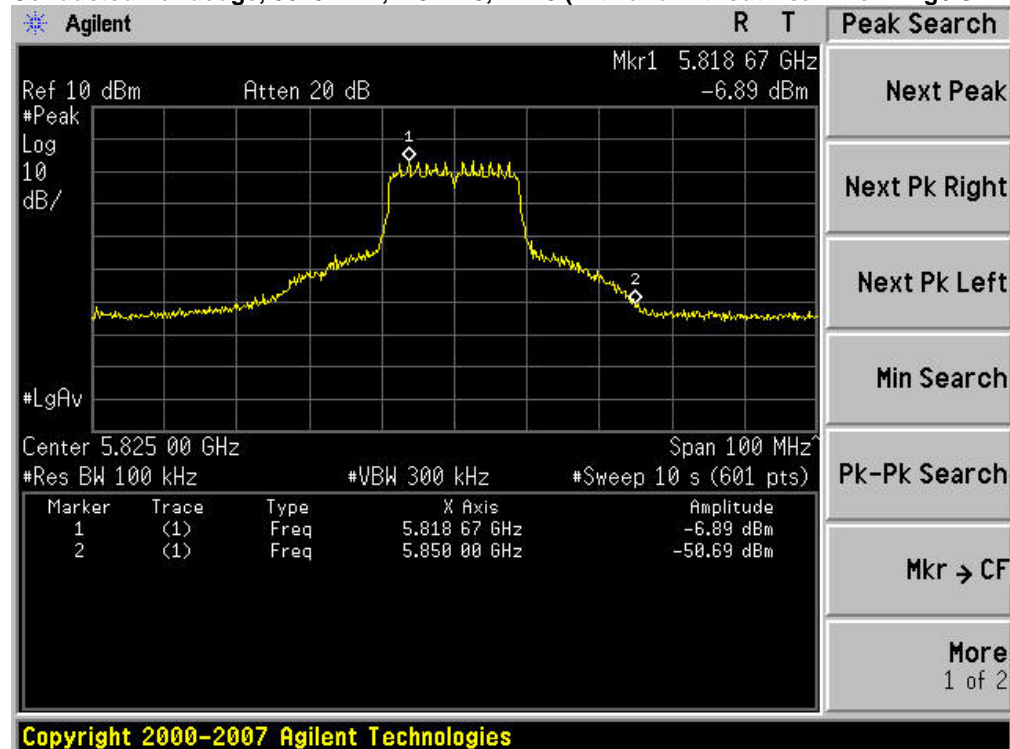 Agilent R T
Peak Search
Mkr1 5.818 67 GHz
Ref 10 dBm Atten 20 dB -6.89 dBm
#Peak
Log
10
dB/
1
2
#LgAv
Center 5.825 00 GHz Span 100 MHz^
#Res BW 100 kHz #VBW 300 kHz #Sweep 10 s (601 pts)
Marker Trace Type X Axis Amplitude
1 (1) Freq 5.818 67 GHz -6.89 dBm
2 (1) Freq 5.850 00 GHz -50.69 dBm
Next Peak
Next Pk Right
Next Pk Left
Min Search
Pk-Pk Search
Mkr → CF
More
1 of 2
Copyright 2000-2007 Agilent Technologies